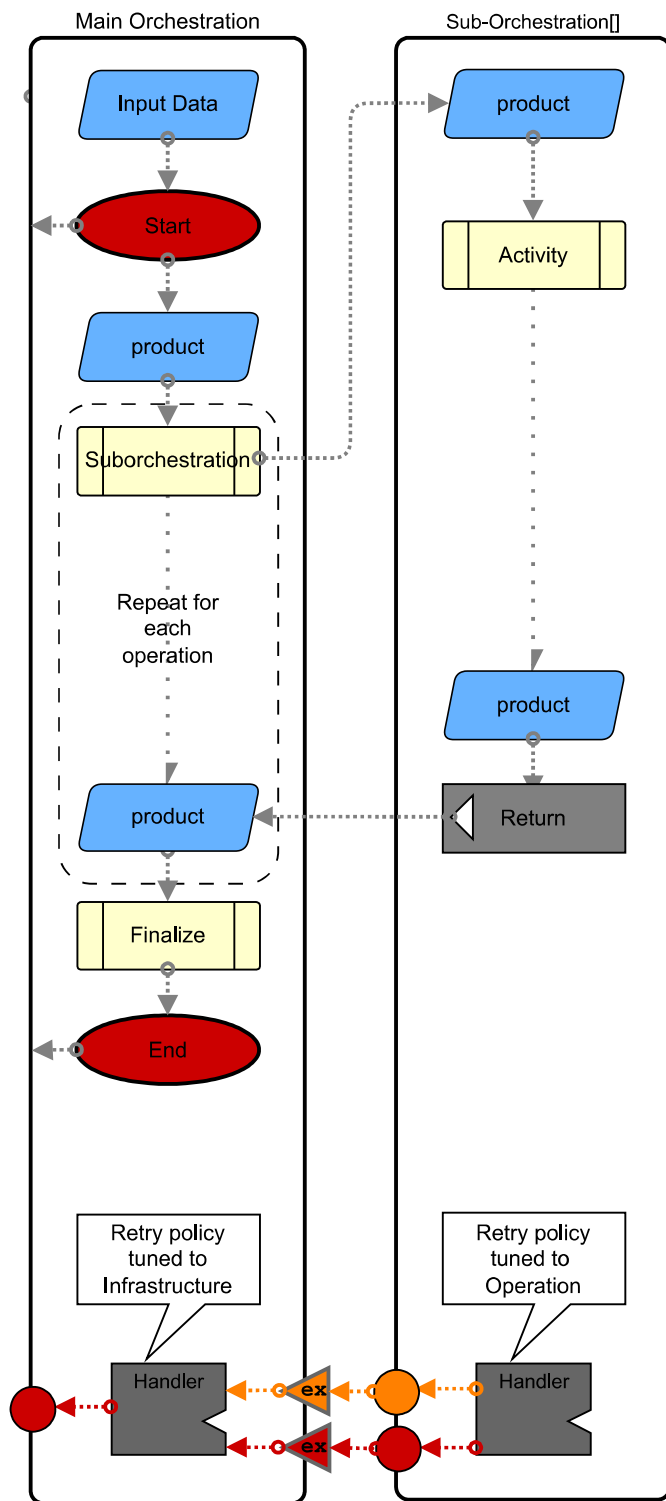 Main Orchestration
Sub-Orchestration[]
Input Data
product
Start
Activity
product
Suborchestration
Repeat for
each
operation
product
product
Return
Finalize
End
Retry policy
tuned to
Infrastructure
Retry policy
tuned to
Operation
Handler
ex
Handler
ex